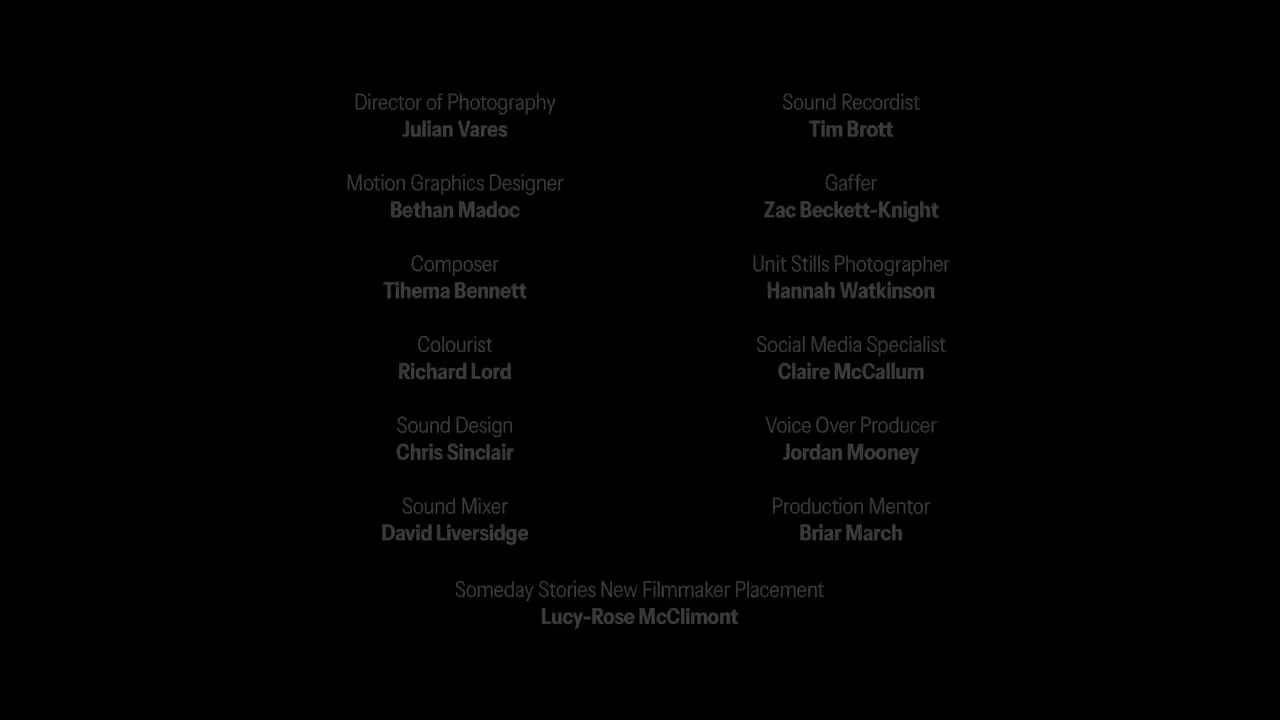 Director of Photography
Julian Vares
Motion Graphics Designer
Bethan Madoc
Composer
Tihema Bennett
Colourist
Richard Lord
Sound Design
Chris Sinclair
Sound Mixer
David Liversidge
Sound Recordist
Tim Brott
Gaffer
Zac Beckett-Knight
Unit Stills Photographer
Hannah Watkinson
Social Media Specialist
Claire McCallum
Voice Over Producer
Jordan Mooney
Production Mentor
Briar March
Someday Stories New Filmmaker Placement
Lucy-Rose McClimont